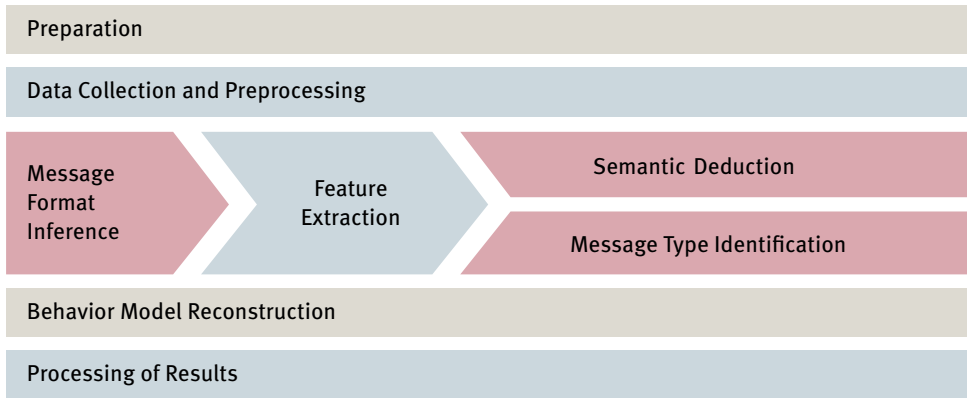 Preparation
Data Collection and Preprocessing
Message
Format
Inference
Feature
Extraction
Semantic Deduction
Message Type Identification
Behavior Model Reconstruction
Processing of Results